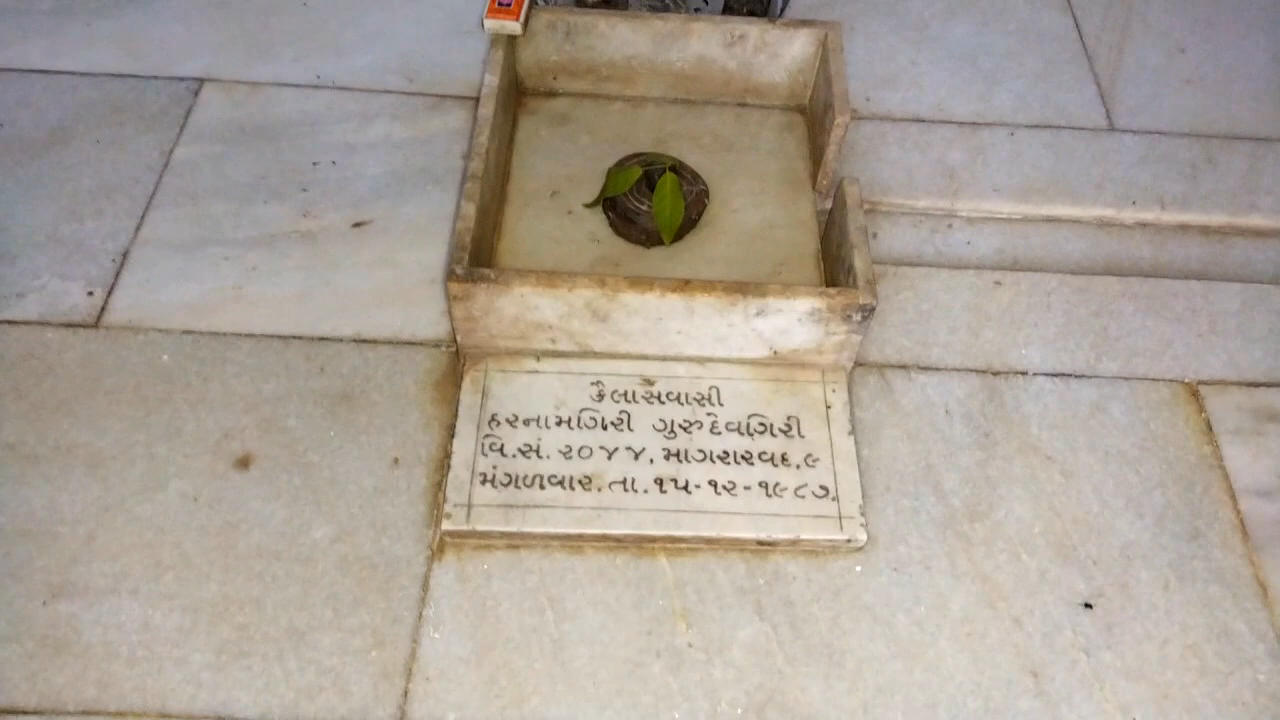 કૈલાસવાસી
હરનામગિરી ગુરુદેવગિરી
વિ.સં. ૨૦૪૪, માગશરવદ.૯
મંગળવાર. તા. ૧૫-૧૨-૧૯૮૭.